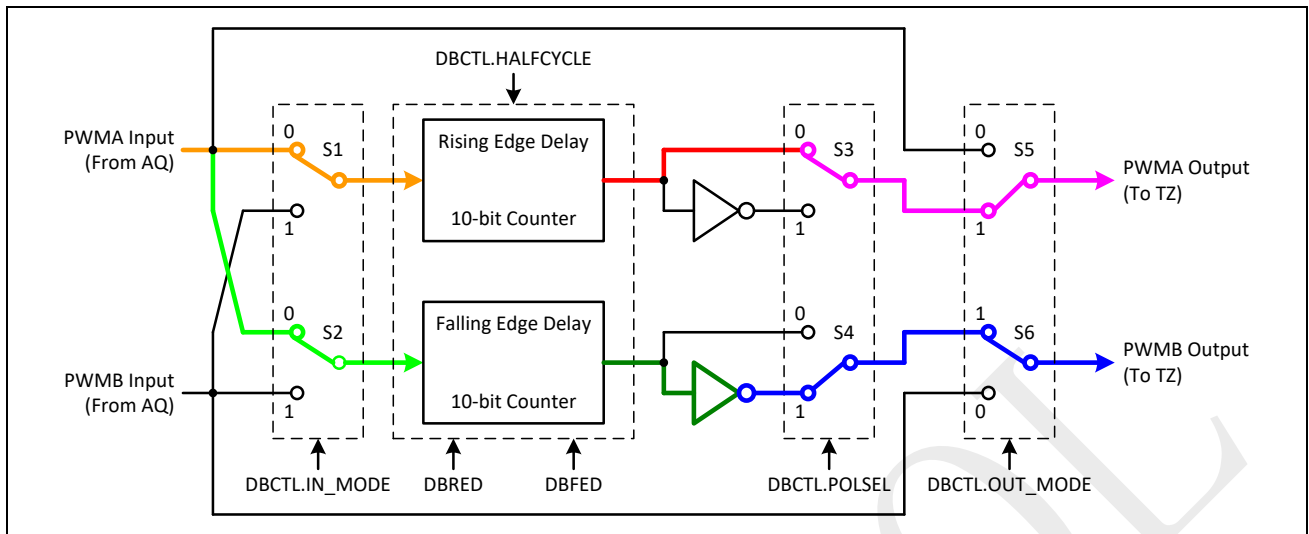 DBCTL.HALFCYCLE
PWMA Input
(From AQ)
0
S1
1
Rising Edge Delay
10-bit Counter
0
S3
1
0
S5
1
PWMA Output
(To TZ)
PWMB Input
(From AQ)
0
S2
1
Falling Edge Delay
10-bit Counter
0
S4
1
1
S6
0
PWMB Output
(To TZ)
DBCTL.IN_MODE
DBRED
DBFED
DBCTL.POLSEL
DBCTL.OUT_MODE